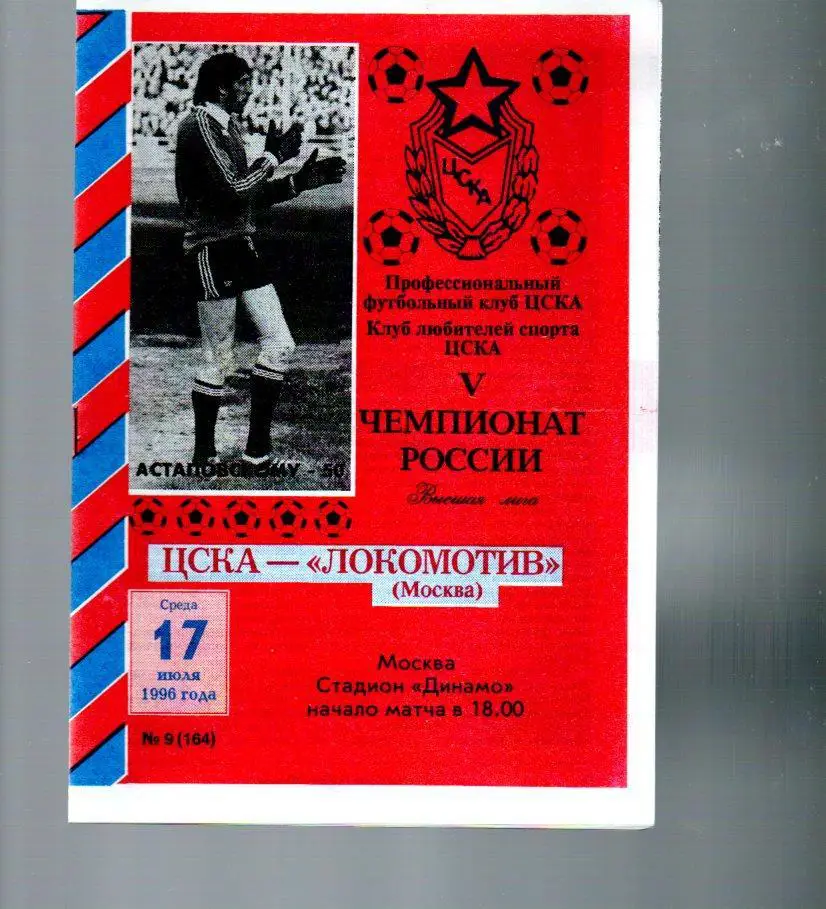 ЦСКА
Профессиональный
футбольный клуб ЦСКА
Клуб любителей спорта
ЦСКА
V
ЧЕМПИОНАТ
РОССИИ
Высшая лига
АСТАПОВСКОМУ - 50
ЦСКА — «ЛОКОМОТИВ»
(Москва)
Среда
17
июля
1996 года
Москва
Стадион «Динамо»
начало матча в 18.00
№ 9 (164)